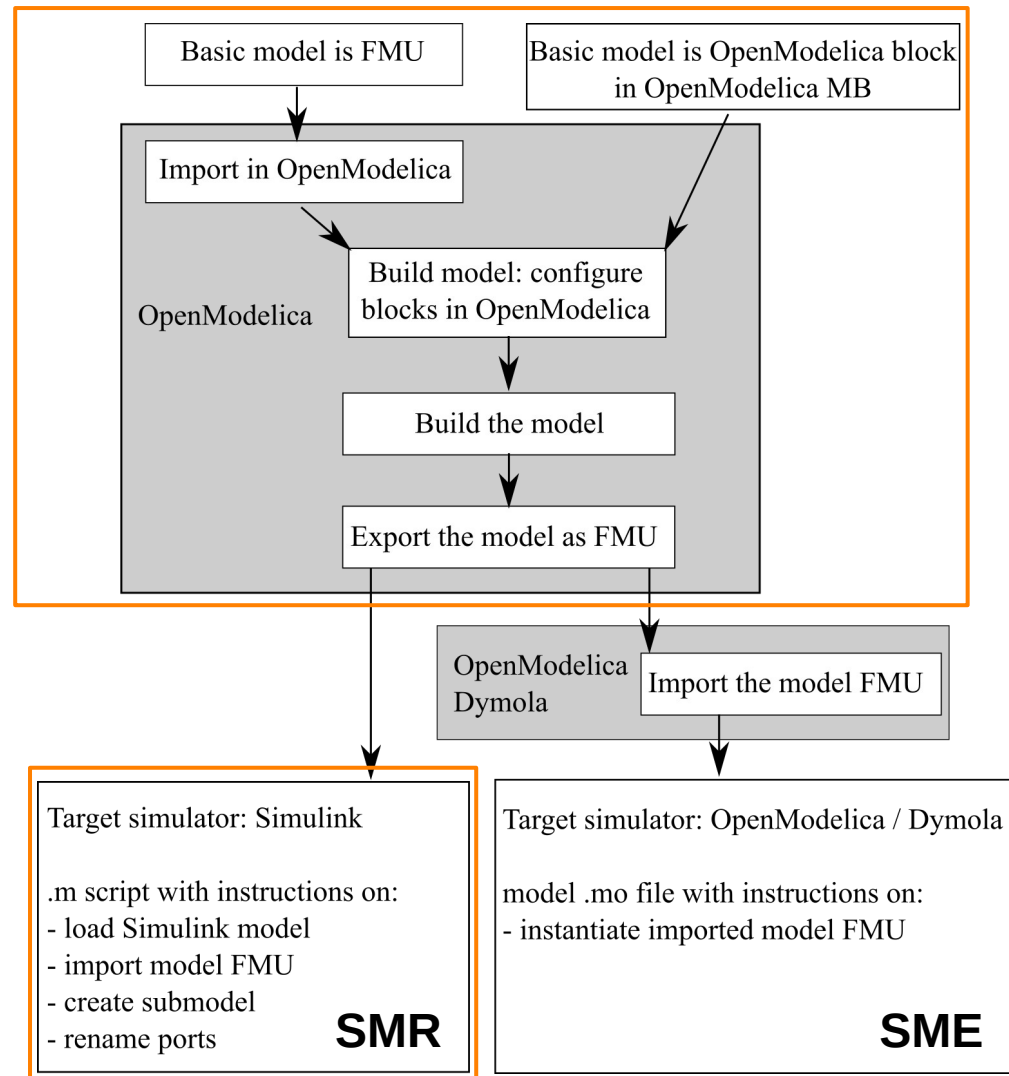 Basic model is FMU
Basic model is OpenModelica block
in OpenModelica MB
Import in OpenModelica
Build model: configure
blocks in OpenModelica
OpenModelica
Build the model
Export the model as FMU
OpenModelica
Dymola
Import the model FMU
Target simulator: Simulink
.m script with instructions on:
- load Simulink model
- import model FMU
- create submodel
- rename ports
SMR
Target simulator: OpenModelica / Dymola
model .mo file with instructions on:
- instantiate imported model FMU
SME